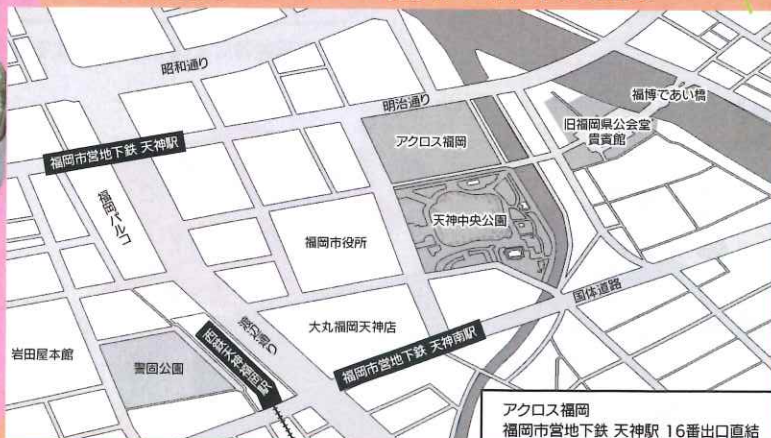 昭和通り
明治通り
福博であい橋
アクロス福岡
旧福岡県公会堂
貴賓館
福岡市営地下鉄 天神駅
福岡パルコ
天神中央公園
福岡市役所
国体道路
渡辺通り
大丸福岡天神店
西鉄天神福岡駅
岩田屋本館
警固公園
福岡市営地下鉄 天神南駅
アクロス福岡
福岡市営地下鉄 天神駅 16番出口直結